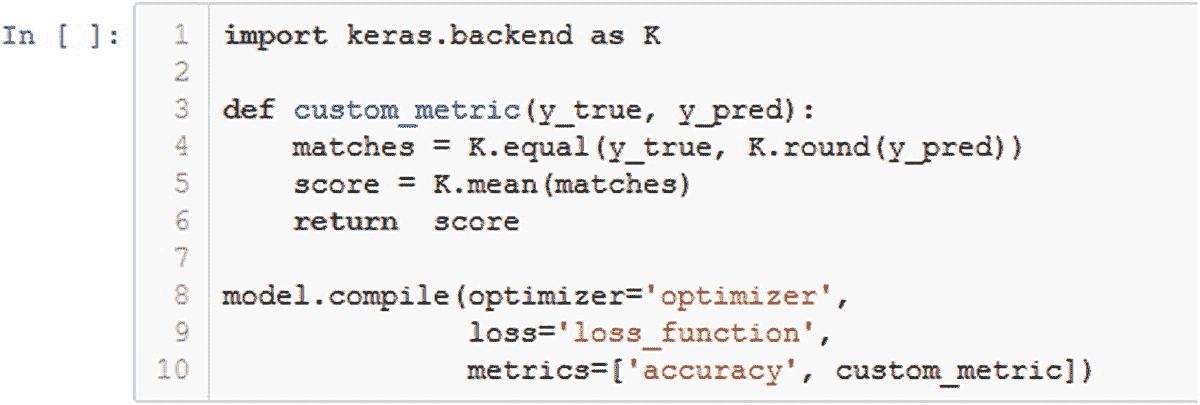 In [ ]:
1 import keras.backend as K
2
3 def custom_metric(y_true, y_pred):
4     matches = K.equal(y_true, K.round(y_pred))
5     score = K.mean(matches)
6     return  score
7
8 model.compile(optimizer='optimizer',
9               loss='loss_function',
10               metrics=['accuracy', custom_metric])